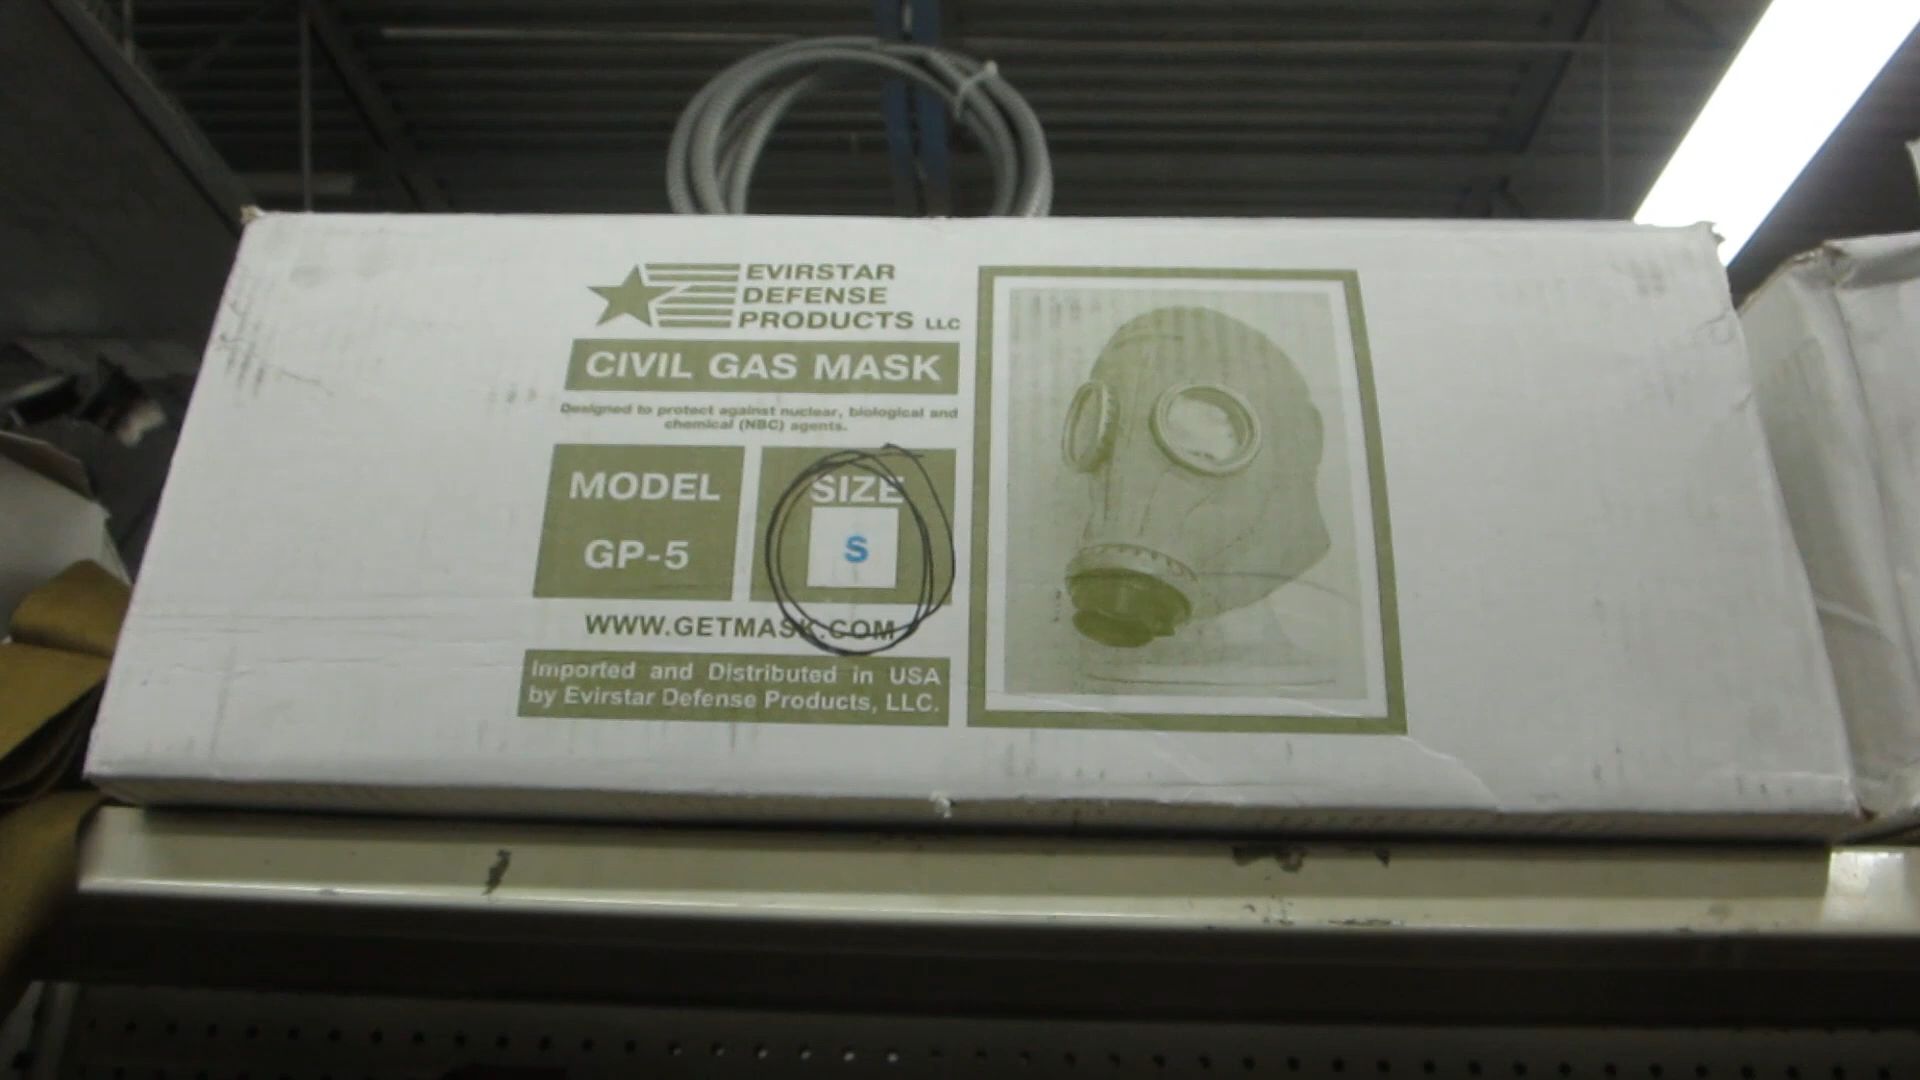 EVIRSTAR
DEFENSE
PRODUCTS LLC
CIVIL GAS MASK
Designed to protect against nuclear, biological and
chemical (NBC) agents.
MODEL
GP-5
SIZE
S
WWW.GETMASK.COM
Imported and Distributed in USA
by Evirstar Defense Products, LLC.